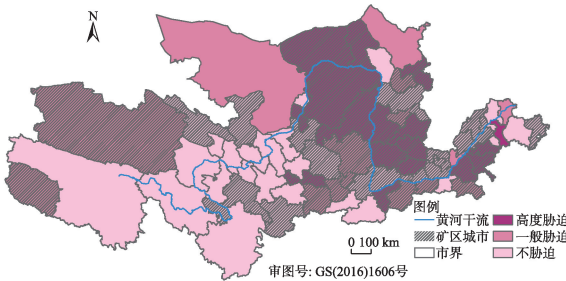 N
图例
黄河干流
高度胁迫
矿区城市
一般胁迫
市界
不胁迫
0 100 km
审图号: GS(2016)1606号